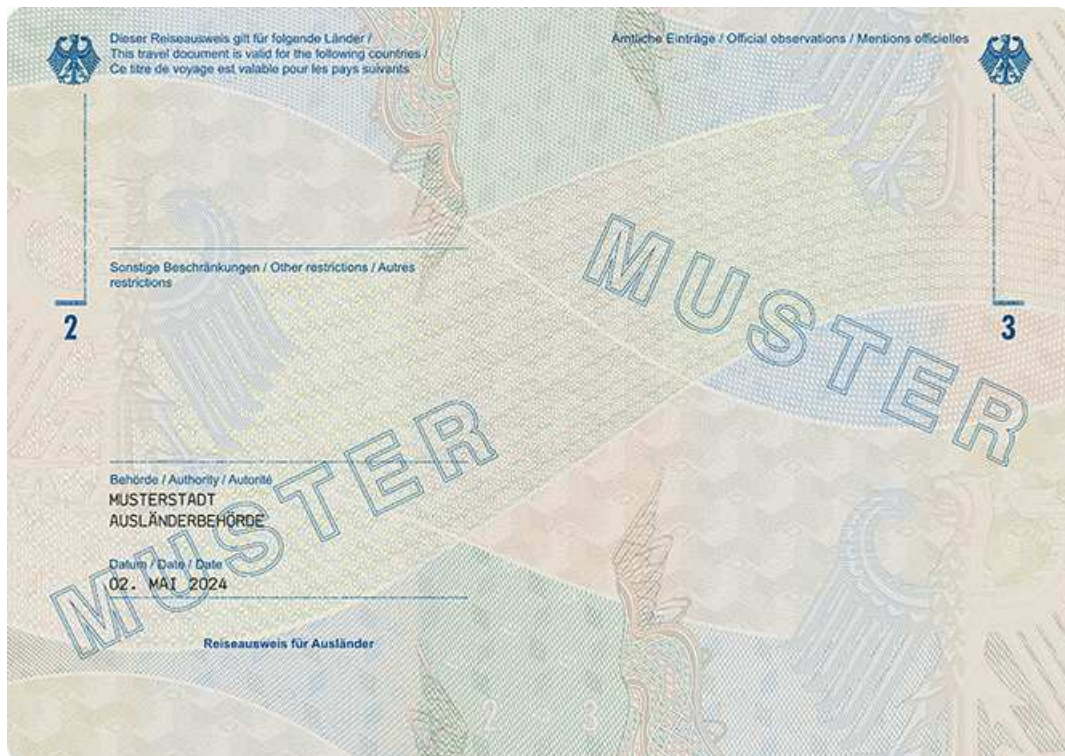 Dieser Reiseausweis gilt für folgende Länder /
This travel document is valid for the following countries /
Ce titre de voyage est valable pour les pays suivants
Sonstige Beschränkungen / Other restrictions / Autres
restrictions
2
Behörde / Authority / Autorité
MUSTERSTADT
AUSLÄNDERBEHÖRDE
Datum / Date / Date
02. MAI 2024
MUSTER
Reiseausweis für Ausländer
2
Amtliche Einträge / Official observations / Mentions officielles
MUSTER
3
3